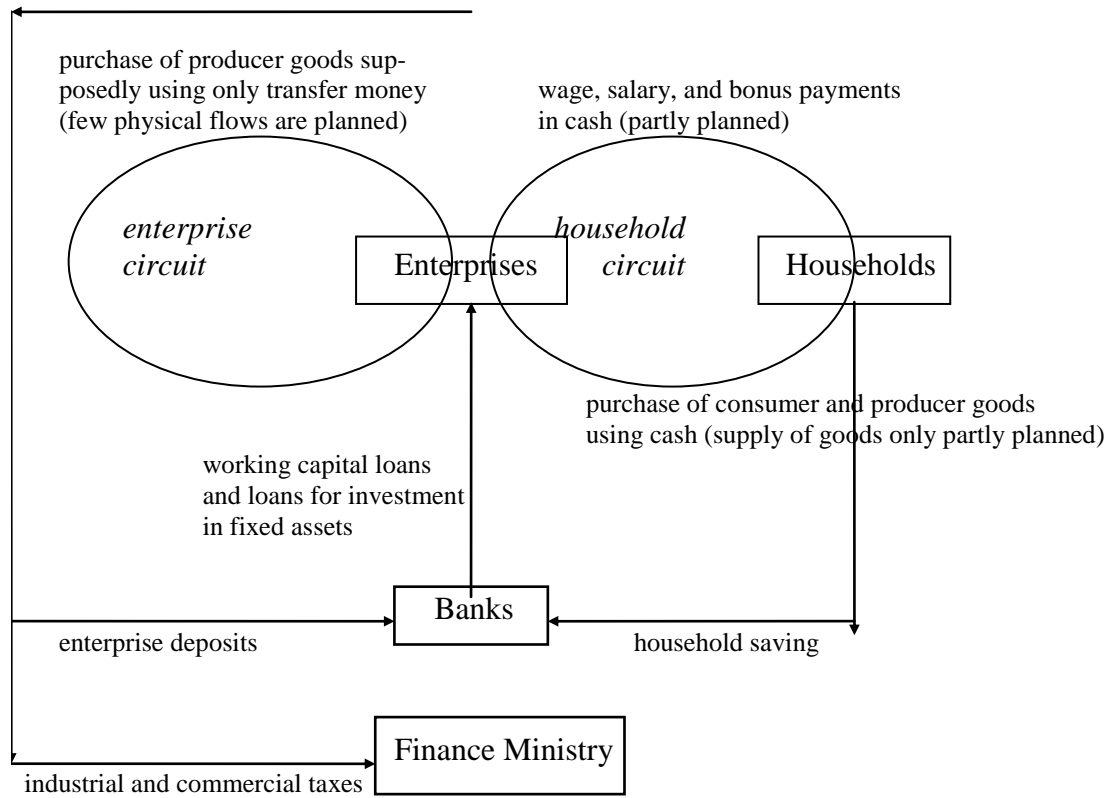 purchase of producer goods sup-
posedly using only transfer money
(few physical flows are planned)
wage, salary, and bonus payments
in cash (partly planned)
enterprise
circuit
Enterprises
household
circuit
Households
purchase of consumer and producer goods
using cash (supply of goods only partly planned)
working capital loans
and loans for investment
in fixed assets
Banks
enterprise deposits
household saving
Finance Ministry
industrial and commercial taxes